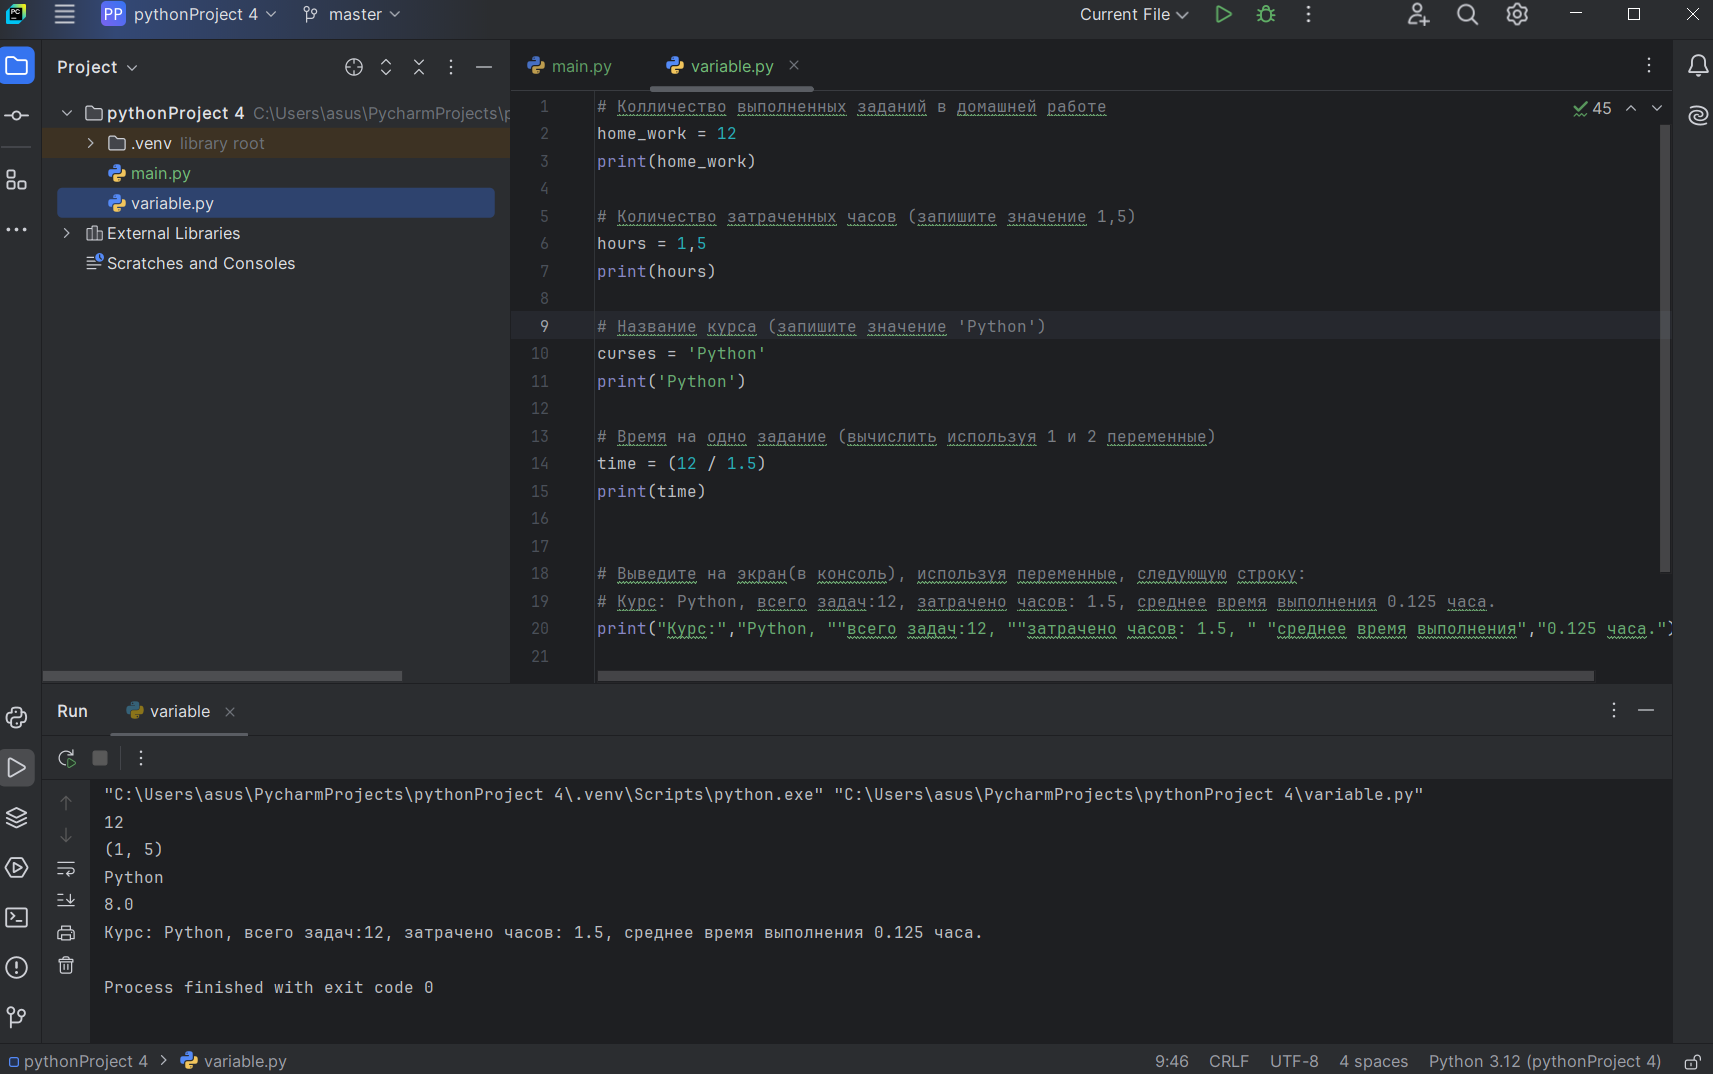 PP pythonProject 4 master Current File
Project
main.py variable.py
pythonProject 4 C:\Users\asus\PycharmProjects\p
.venv library root
main.py
variable.py
External Libraries
Scratches and Consoles
45
1 # Колличество выполненных заданий в домашней работе
2 home_work = 12
3 print(home_work)
4
5 # Количество затраченных часов (запишите значение 1,5)
6 hours = 1,5
7 print(hours)
8
9 # Название курса (запишите значение 'Python')
10 curses = 'Python'
11 print('Python')
12
13 # Время на одно задание (вычислить используя 1 и 2 переменные)
14 time = (12 / 1.5)
15 print(time)
16
17
18 # Выведите на экран(в консоль), используя переменные, следующую строку:
19 # Курс: Python, всего задач:12, затрачено часов: 1.5, среднее время выполнения 0.125 часа.
20 print("Курс:","Python, ""всего задач:12, ""затрачено часов: 1.5, " "среднее время выполнения","0.125 часа.")
21
Run variable
"C:\Users\asus\PycharmProjects\pythonProject 4\.venv\Scripts\python.exe" "C:\Users\asus\PycharmProjects\pythonProject 4\variable.py"
12
(1, 5)
Python
8.0
Курс: Python, всего задач:12, затрачено часов: 1.5, среднее время выполнения 0.125 часа.
Process finished with exit code 0
pythonProject 4 variable.py 9:46 CRLF UTF-8 4 spaces Python 3.12 (pythonProject 4)